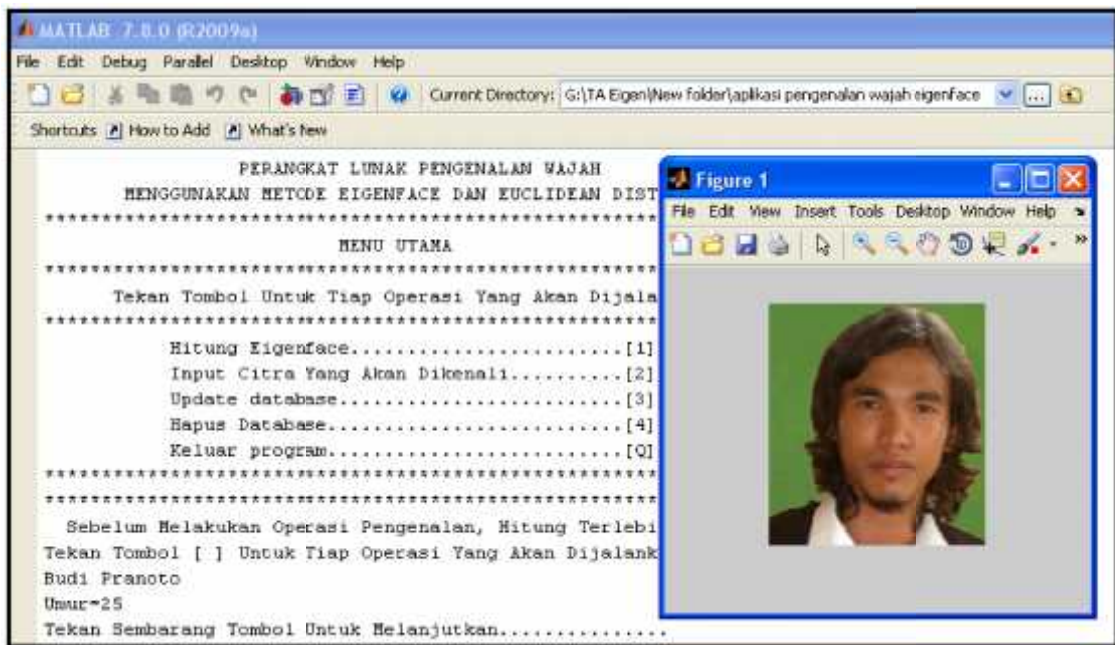 MATLAB 7.8.0 (R2009a)
File Edit Debug Parallel Desktop Window Help
Current Directory: G:\TA Eigen\New folder\aplikasi pengenalan wajah eigenface
Shortcuts How to Add What's New
PERANGKAT LUNAK PENGENALAN WAJAH
MENGGUNAKAN METODE EIGENFACE DAN EUCLIDEAN DIST
************************************************************
MENU UTAMA
************************************************************
Tekan Tombol Untuk Tiap Operasi Yang Akan Dijala
************************************************************
Hitung Eigenface........................[1]
Input Citra Yang Akan Dikenali..........[2]
Update database.........................[3]
Hapus Database..........................[4]
Keluar program..........................[Q]
************************************************************
************************************************************
Sebelum Melakukan Operasi Pengenalan, Hitung Terlebi
Tekan Tombol [ ] Untuk Tiap Operasi Yang Akan Dijalank
Budi Pranoto
Umur=25
Tekan Sembarang Tombol Untuk Melanjutkan...............
Figure 1
File Edit View Insert Tools Desktop Window Help